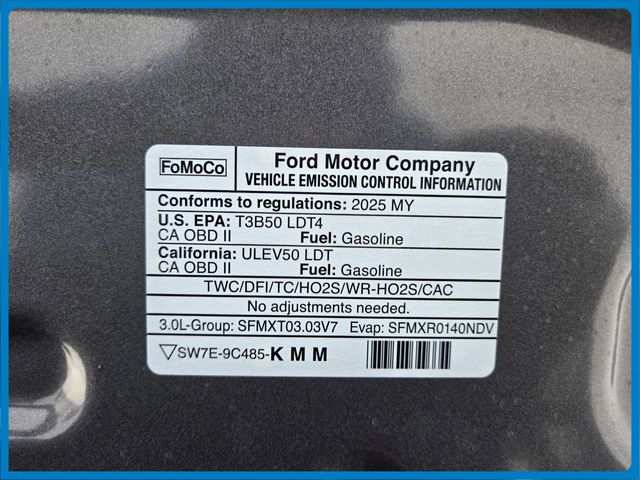 FoMoCo
Ford Motor Company
VEHICLE EMISSION CONTROL INFORMATION
Conforms to regulations: 2025 MY
U.S. EPA: T3B50 LDT4
CA OBD II Fuel: Gasoline
California: ULEV50 LDT
CA OBD II Fuel: Gasoline
TWC/DFI/TC/HO2S/WR-HO2S/CAC
No adjustments needed.
3.0L-Group: SFMXT03.03V7 Evap: SFMXR0140NDV
▽SW7E-9C485-K M M